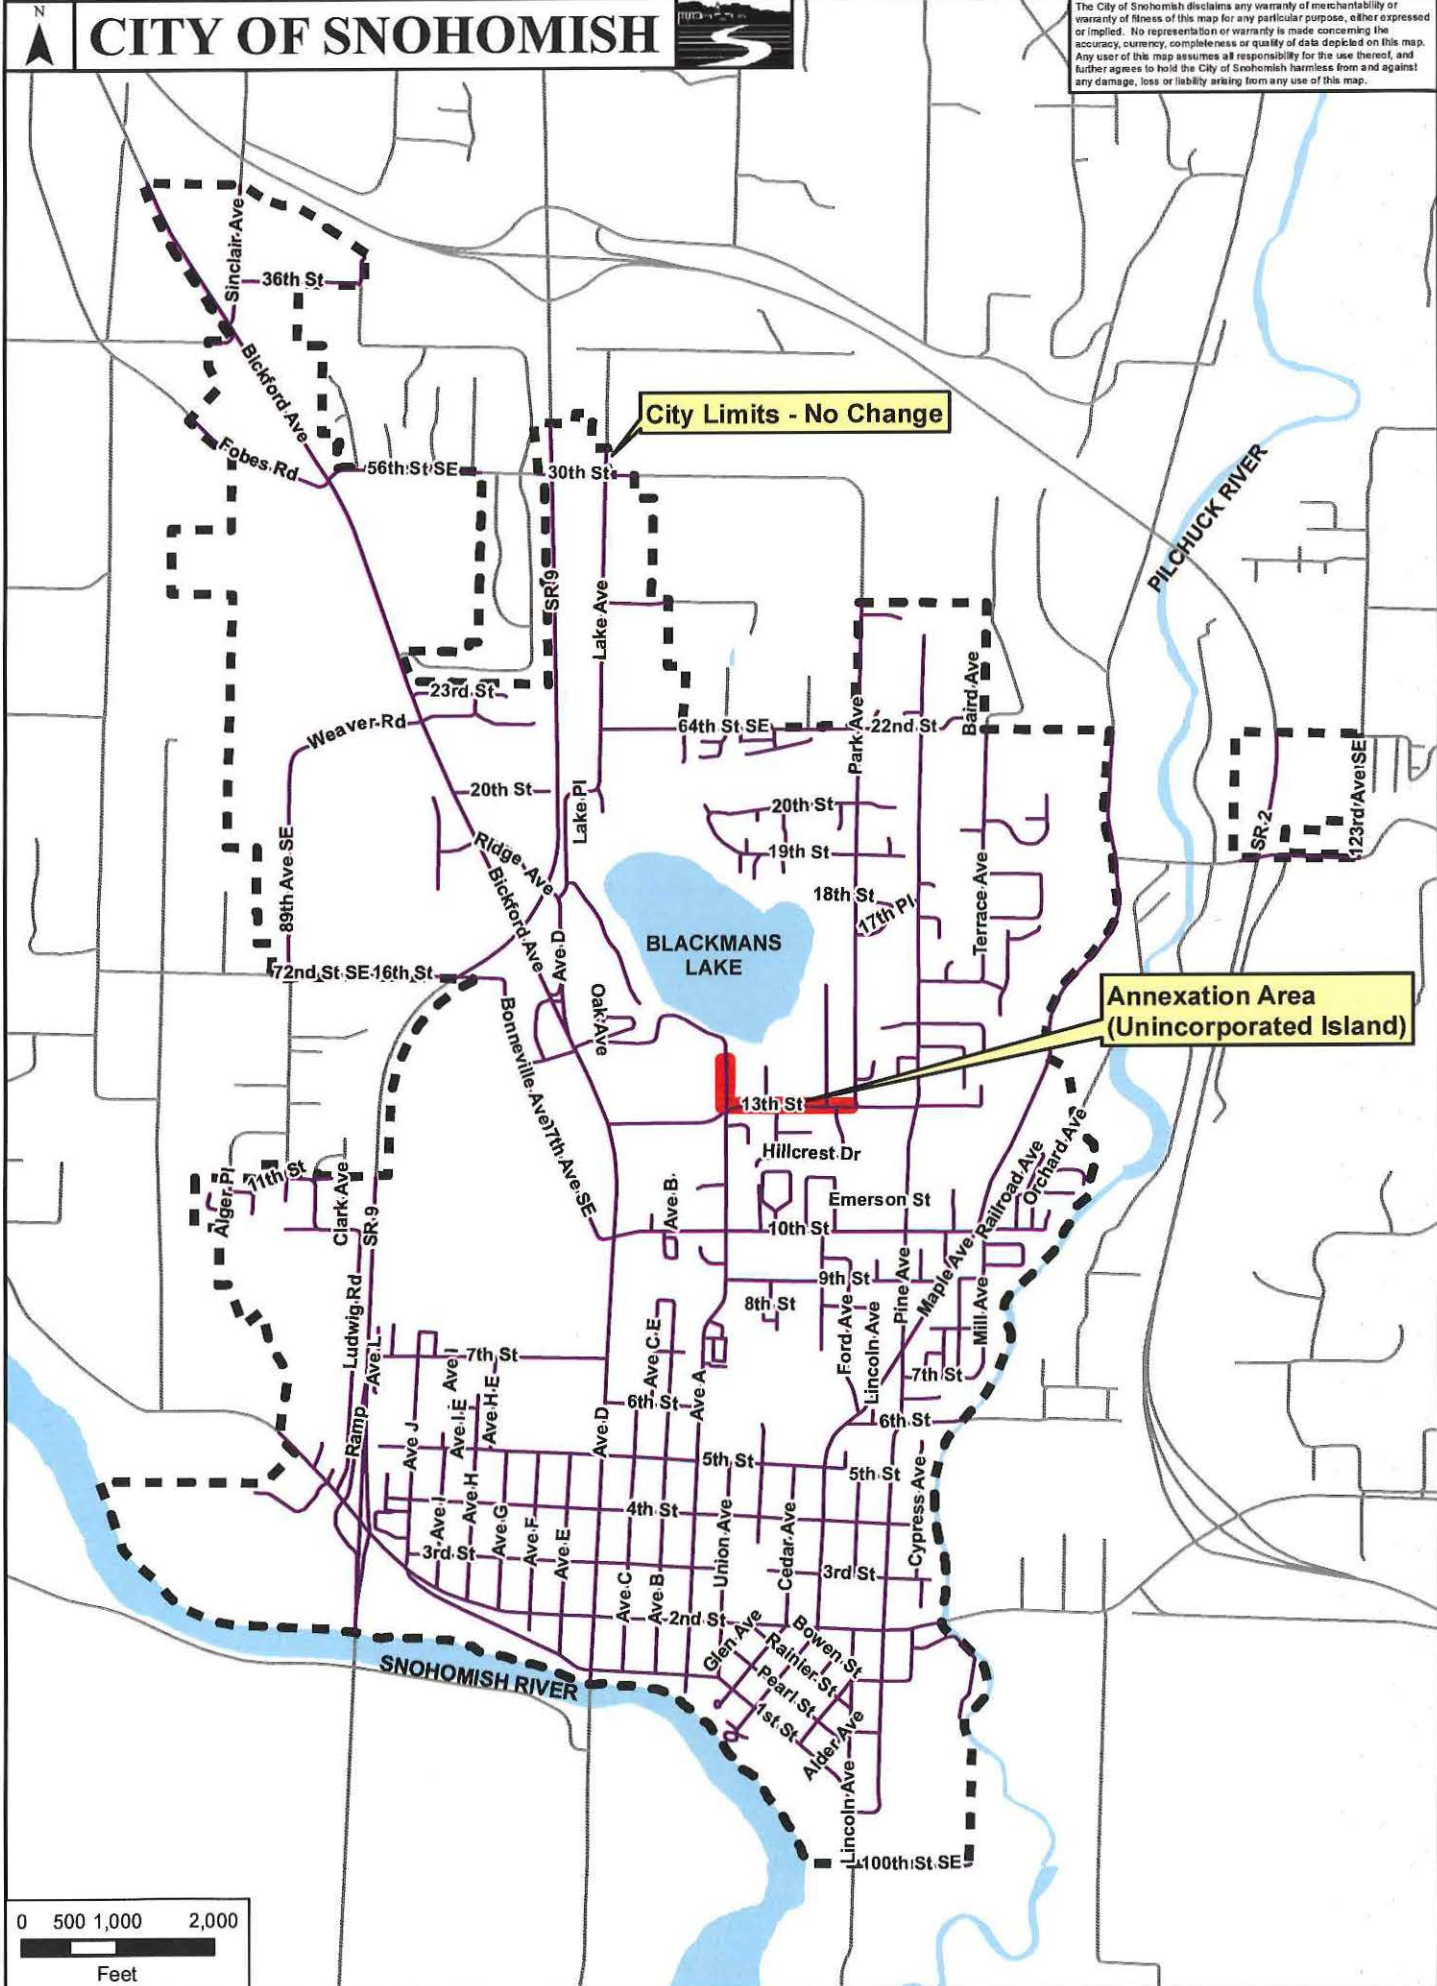 N
CITY OF SNOHOMISH
The City of Snohomish disclaims any warranty of merchantability or
warranty of fitness of this map for any particular purpose, either expressed
or implied. No representation or warranty is made concerning the
accuracy, currency, completeness or quality of data depicted on this map.
Any user of this map assumes all responsibility for the use thereof, and
further agrees to hold the City of Snohomish harmless from and against
any damage, loss or liability arising from any use of this map.
Sinclair Ave
36th St
Bickford Ave
City Limits - No Change
Fobes Rd
56th St SE
30th St
PILCHUCK RIVER
SR 9
Lake Ave
23rd St
Weaver Rd
64th St SE
Park Ave
22nd St
Baird Ave
20th St
Lake Pl
20th St
SR 2
123rd Ave SE
Ridge Ave
19th St
89th Ave SE
Bickford Ave
18th St
17th Pl
Terrace Ave
Ave D
BLACKMANS
LAKE
72nd St SE
16th St
Oak Ave
Annexation Area
(Unincorporated Island)
Bonneville Ave
13th St
17th Ave SE
Hillcrest Dr
Orchard Ave
Railroad Ave
11th St
Alger Pl
Clark Ave
SR 9
Ave B
Emerson St
10th St
Maple Ave
9th St
8th St
Pine Ave
Mill Ave
Ludwig Rd
Ave L
Ave C E
Ford Ave
Lincoln Ave
7th St
7th St
Ave I
Ave H E
Ave I E
6th St
Ave A
6th St
Ramp
Ave J
Ave D
5th St
5th St
Ave I
Ave H
Ave G
Ave F
Ave E
4th St
Union Ave
Cedar Ave
Cypress Ave
3rd St
3rd St
Ave C
Ave B
2nd St
Glen Ave
Bowen St
Rainier St
Pearl St
1st St
Alder Ave
SNOHOMISH RIVER
Lincoln Ave
100th St SE
0 500 1,000 2,000
Feet